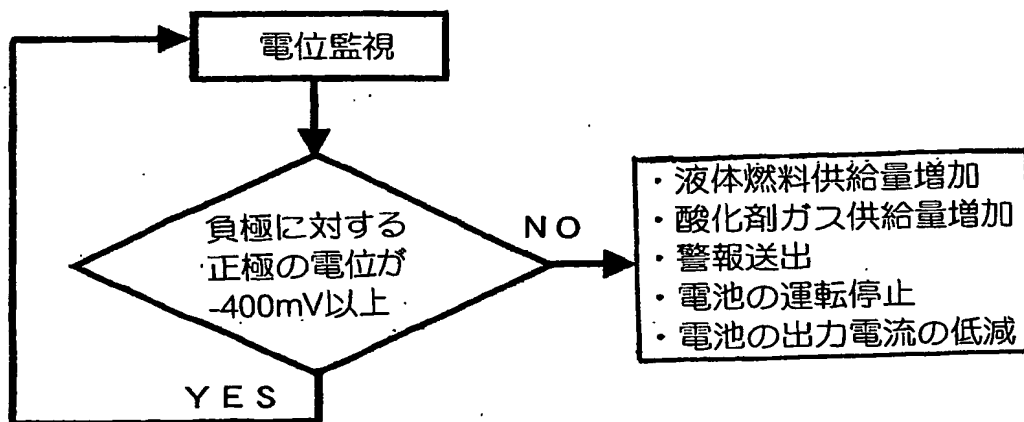 電位監視
負極に対する
正極の電位が
-400mV以上
NO
YES
・液体燃料供給量増加
・酸化剤ガス供給量増加
・警報送出
・電池の運転停止
・電池の出力電流の低減